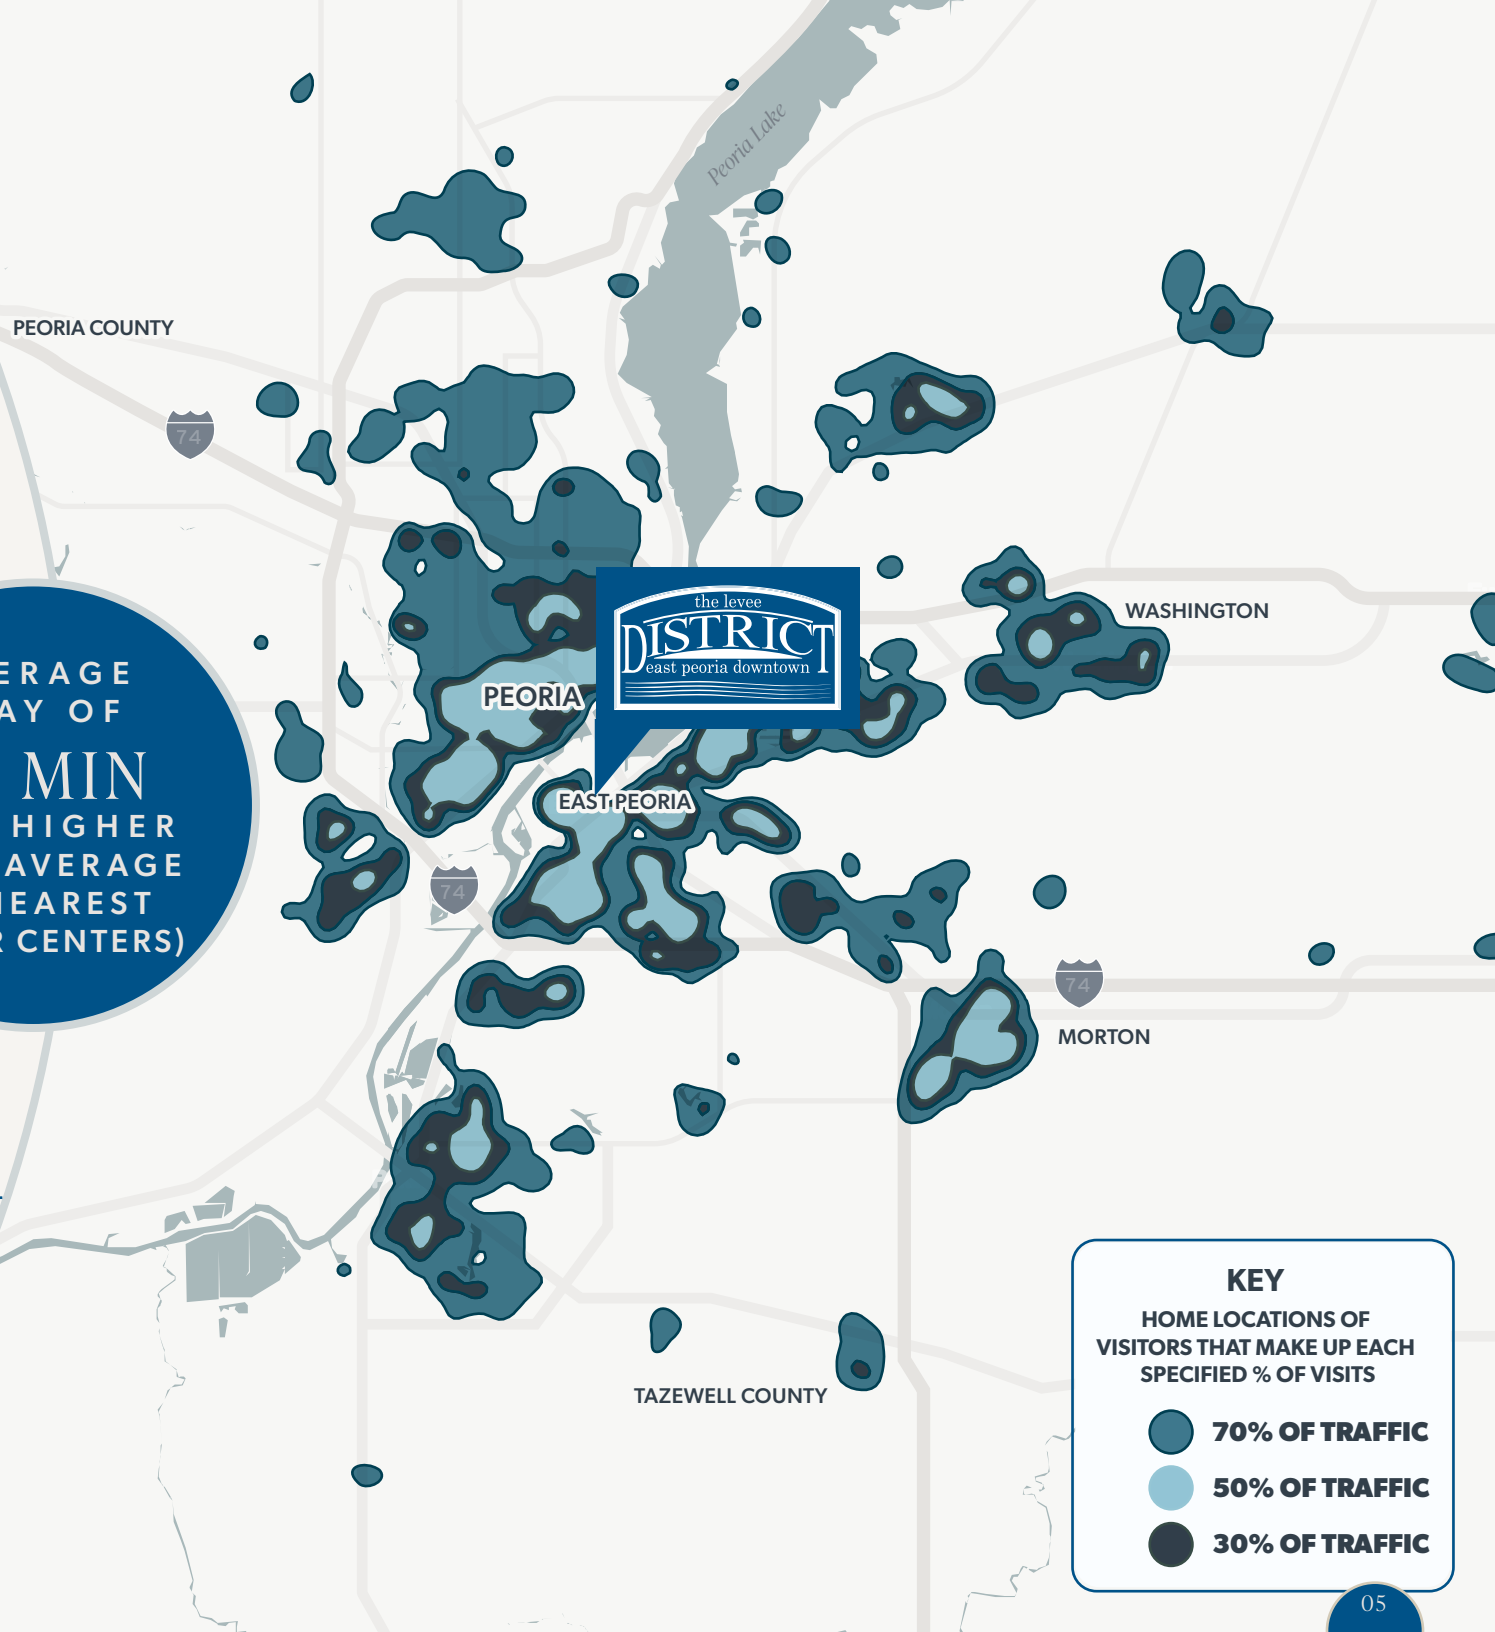 Peoria Lake
PEORIA COUNTY
74
the levee
DISTRICT
east peoria downtown
WASHINGTON
ERAGE
AY OF
MIN
HIGHER
AVERAGE
EAREST
R CENTERS)
PEORIA
EAST PEORIA
74
74
MORTON
TAZEWELL COUNTY
KEY
HOME LOCATIONS OF
VISITORS THAT MAKE UP EACH
SPECIFIED % OF VISITS
70% OF TRAFFIC
50% OF TRAFFIC
30% OF TRAFFIC
05